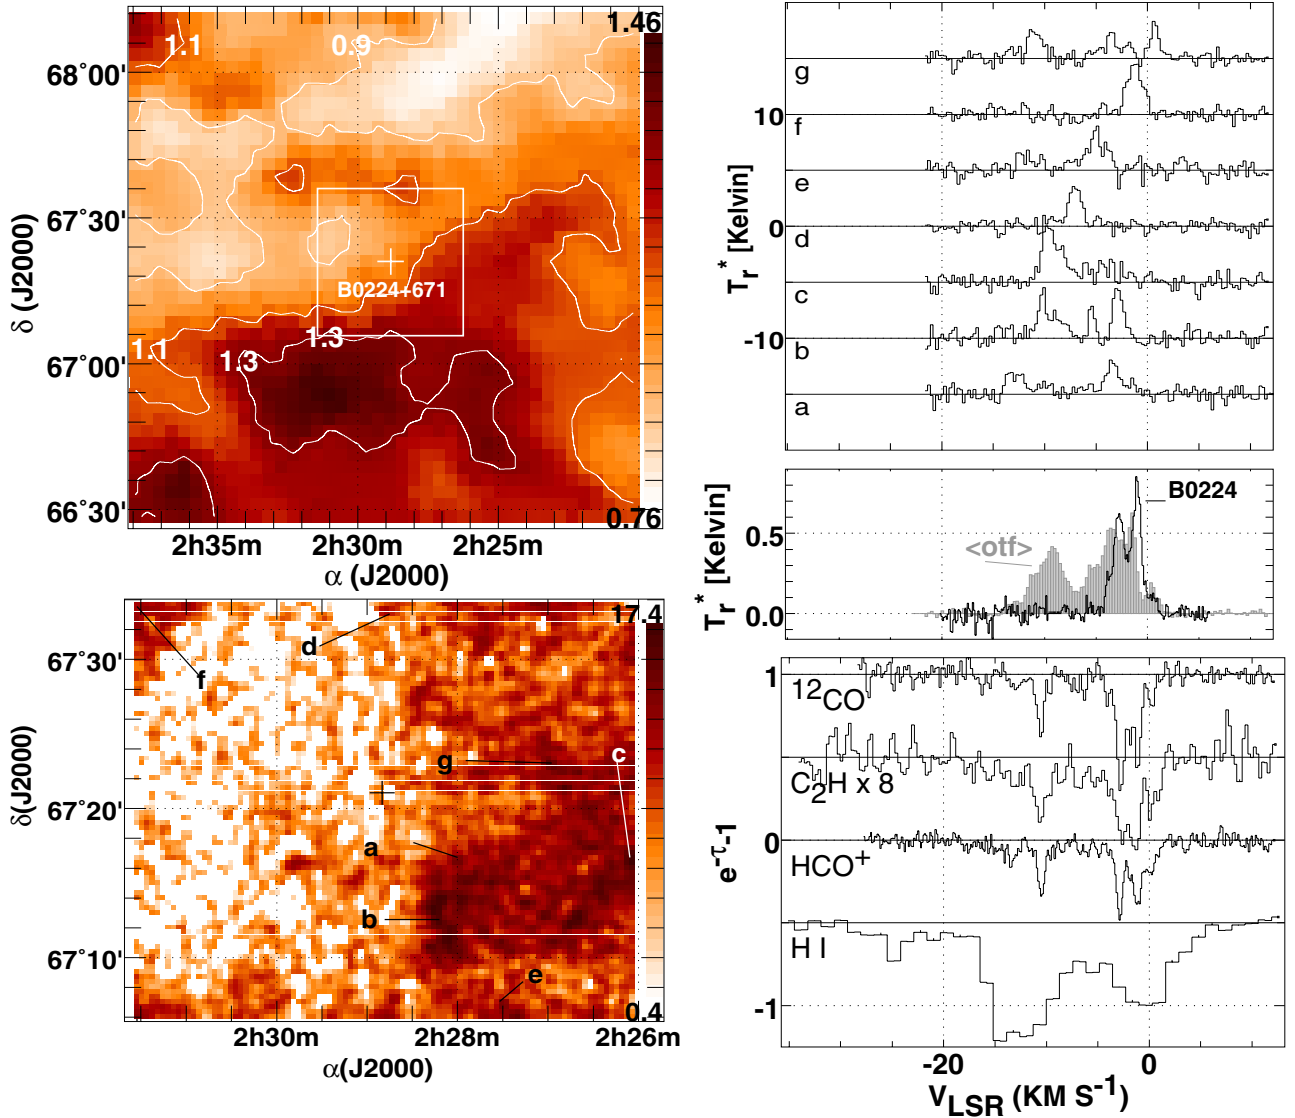 1.1
0.9
1.46
68°00'
67°30'
67°00'
66°30'
δ (J2000)
B0224+671
1.1
1.3
1.3
0.76
2h35m
2h30m
2h25m
α (J2000)
17.4
67°30'
67°20'
67°10'
δ(J2000)
d
f
g
c
a
b
e
0.4
2h30m
2h28m
2h26m
α(J2000)
g
10
f
e
0
d
c
-10
b
a
T_r^* [Kelvin]
B0224
<otf>
0.5
0.0
T_r^* [Kelvin]
1
¹²CO
C₂H x 8
0
HCO⁺
H I
-1
e^-τ-1
-20
0
V_LSR (KM S⁻¹)